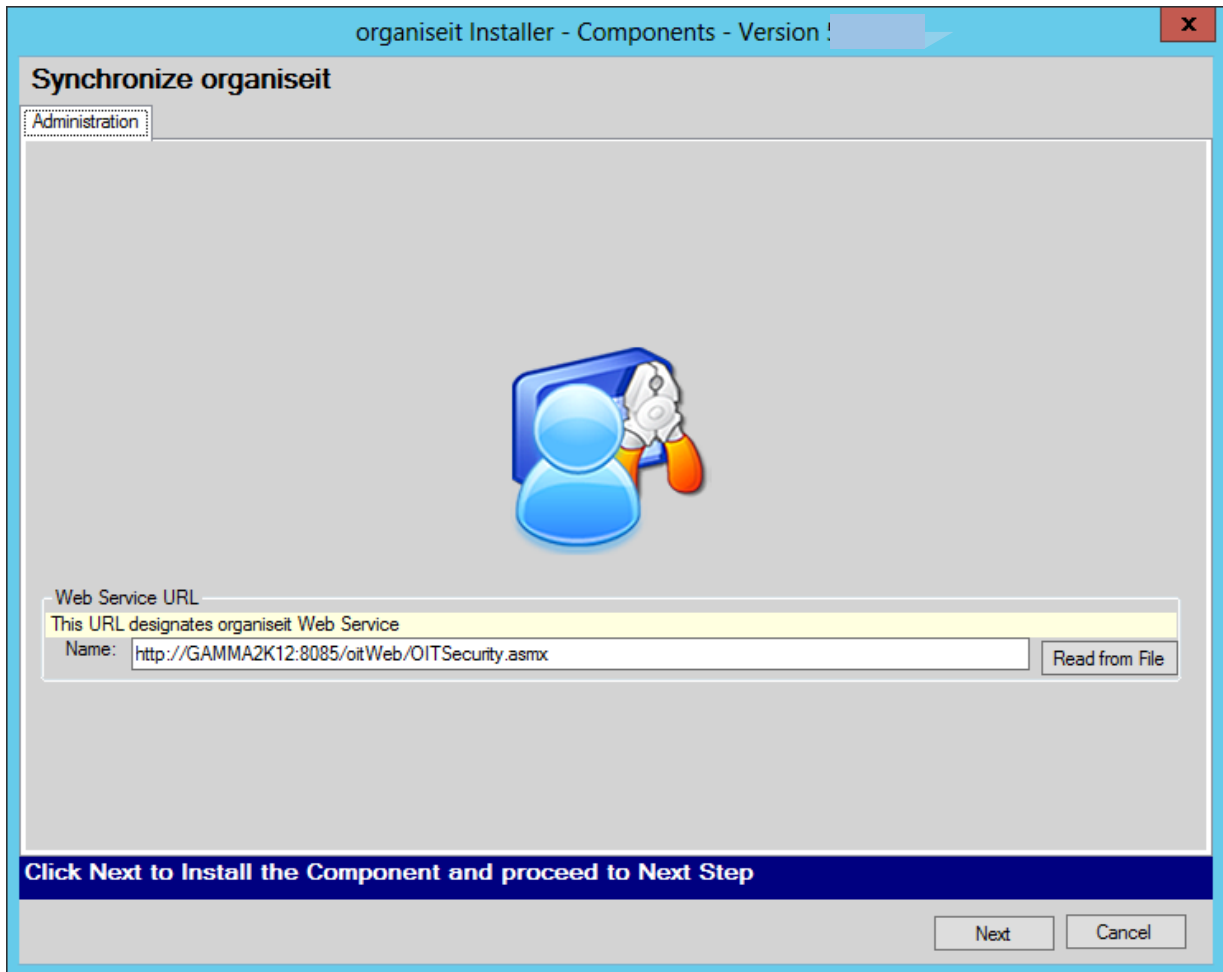 organiseit Installer - Components - Version
x
Synchronize organiseit
Administration
Web Service URL
This URL designates organiseit Web Service
Name: http://GAMMA2K12:8085/oitWeb/OITSecurity.asmx Read from File
Click Next to Install the Component and proceed to Next Step
Next Cancel